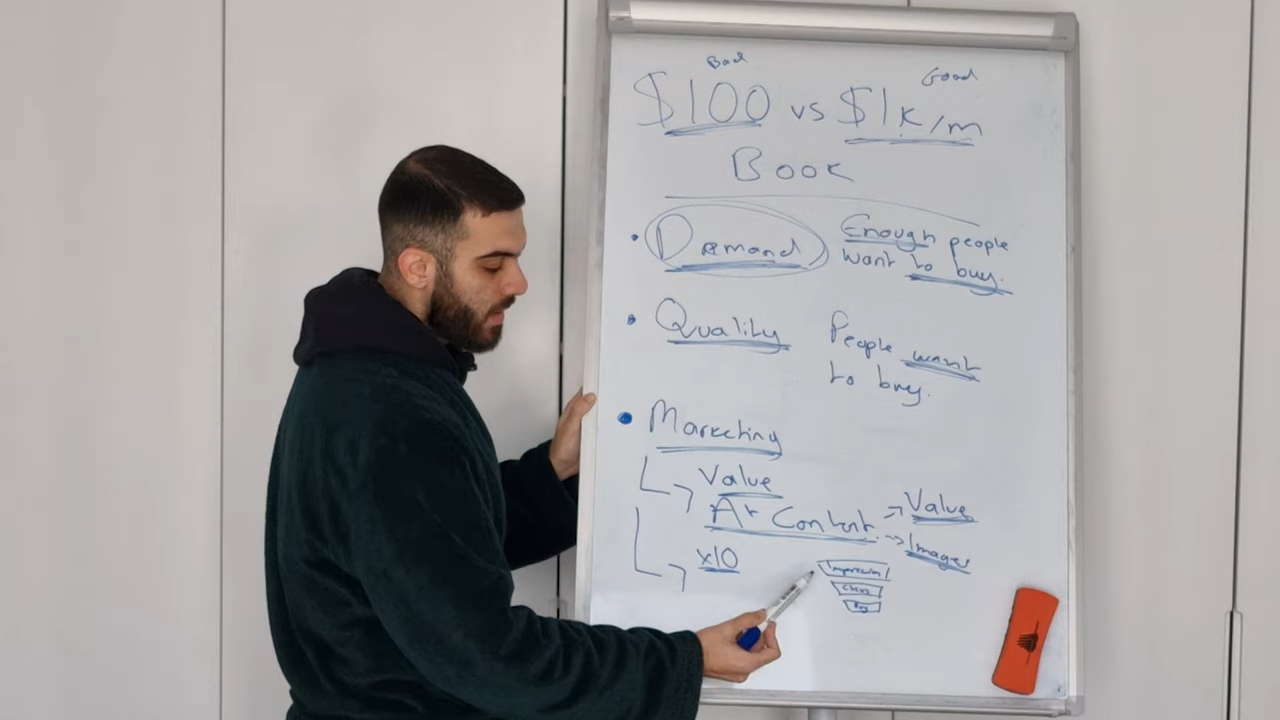 Bad
Good
$100 vs $1k/m
Book
• Demand
Enough people
want to buy.
• Quality
People want
to buy.
• Marketing
Value
A+ Content
Value
Images
x10
Impression
Clicks
Buy